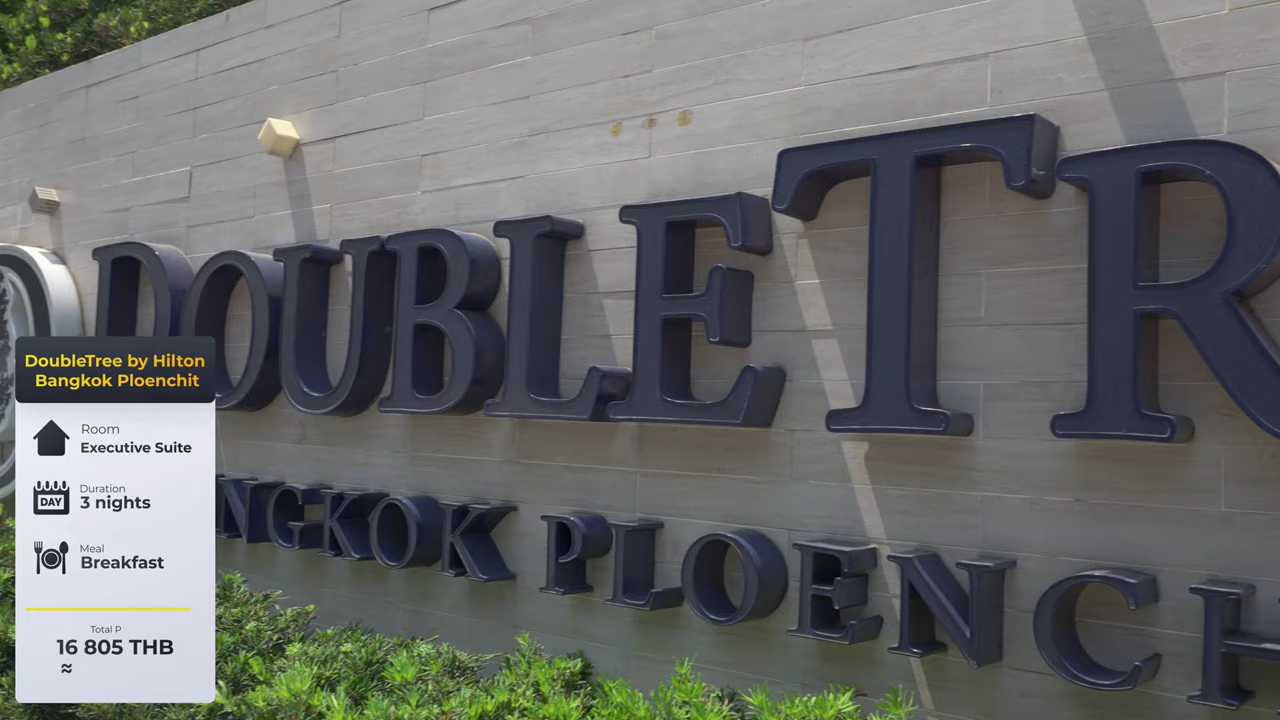 DOUBLETR
NGKOK PLOENCH
DoubleTree by Hilton
Bangkok Ploenchit
Room
Executive Suite
DAY
Duration
3 nights
Meal
Breakfast
Total P
16 805 THB
≈